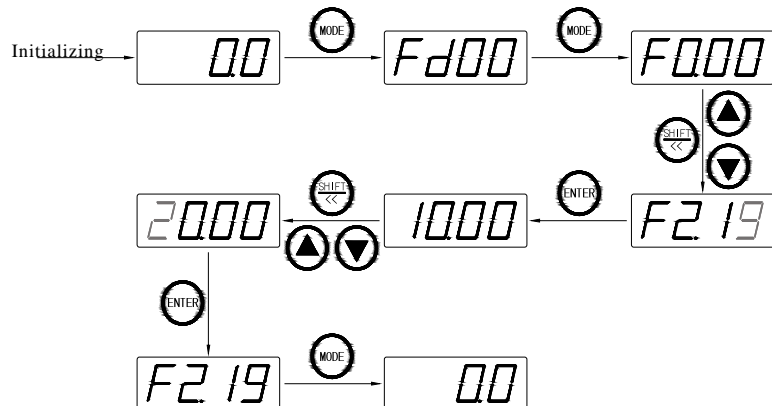 Initializing 0.0 MODE Fd00 MODE F0.00
SHIFT
<<
20.00 SHIFT << 10.00 ENTER F2.19
ENTER
F2.19 MODE 0.0